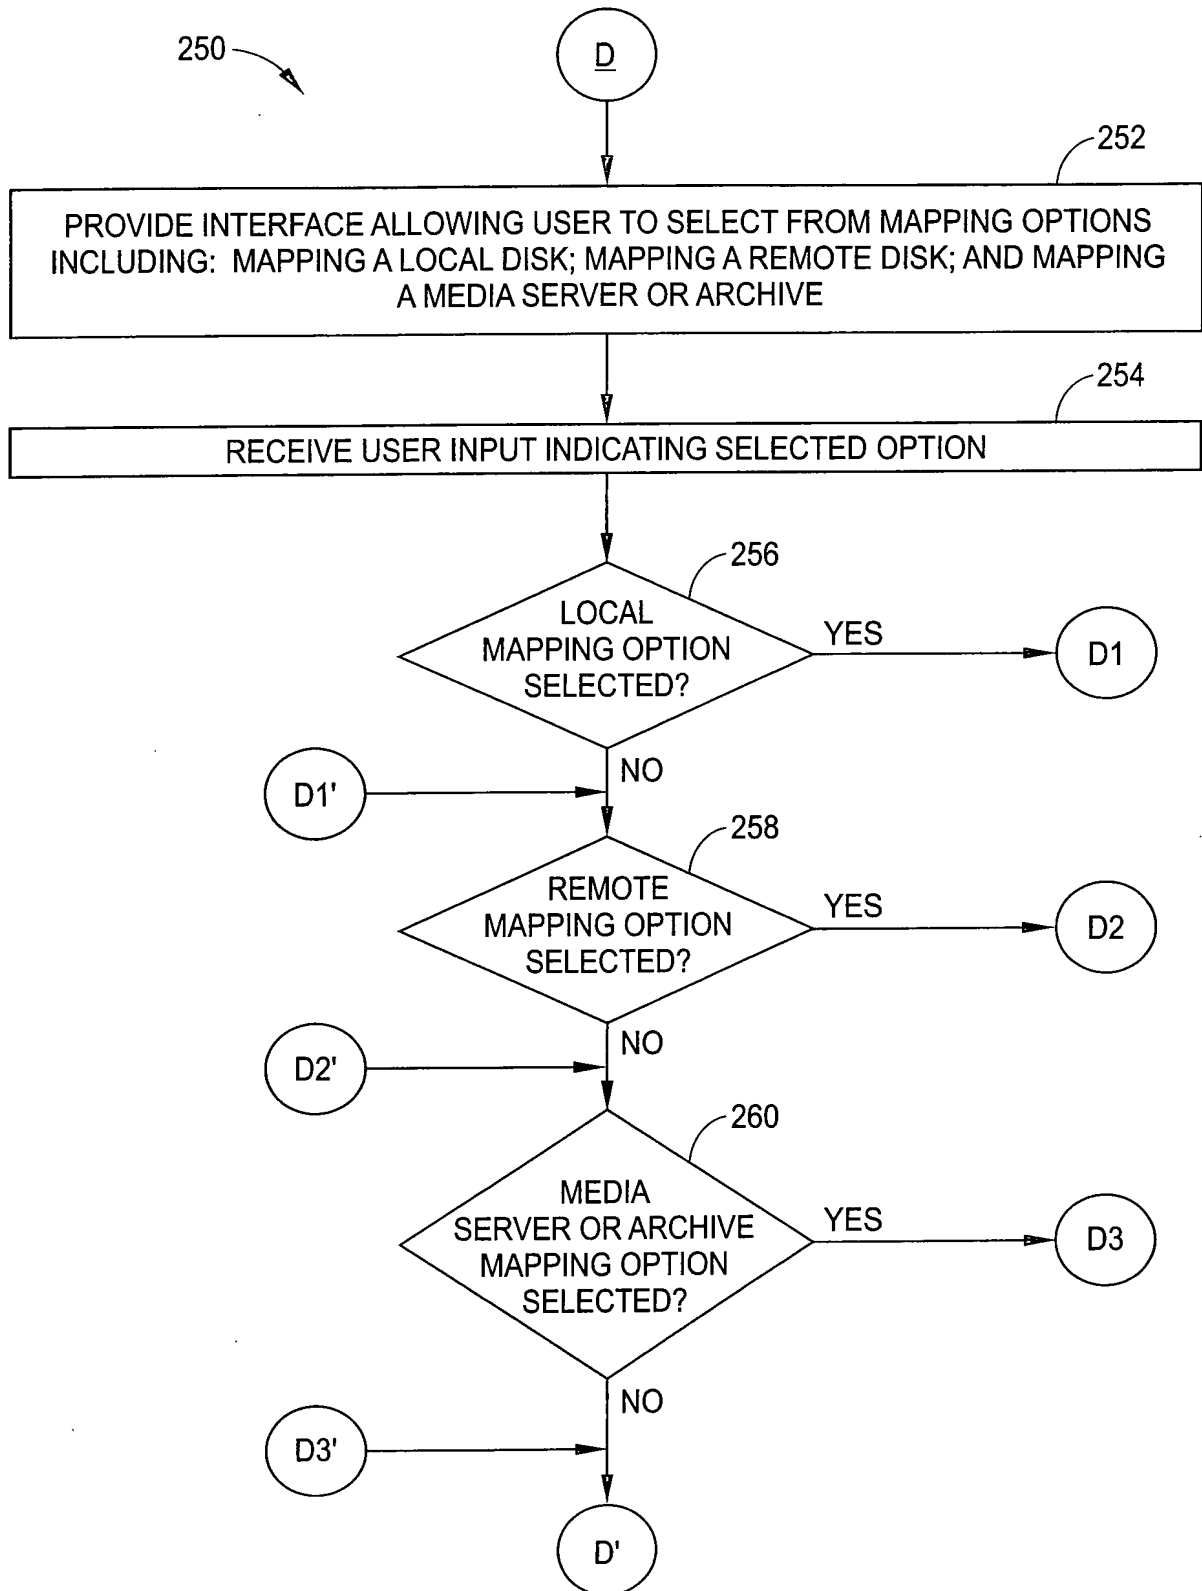 250
D
252
PROVIDE INTERFACE ALLOWING USER TO SELECT FROM MAPPING OPTIONS
INCLUDING: MAPPING A LOCAL DISK; MAPPING A REMOTE DISK; AND MAPPING
A MEDIA SERVER OR ARCHIVE
254
RECEIVE USER INPUT INDICATING SELECTED OPTION
256
LOCAL
MAPPING OPTION
SELECTED?
YES
D1
NO
D1'
258
REMOTE
MAPPING OPTION
SELECTED?
YES
D2
NO
D2'
260
MEDIA
SERVER OR ARCHIVE
MAPPING OPTION
SELECTED?
YES
D3
NO
D3'
D'